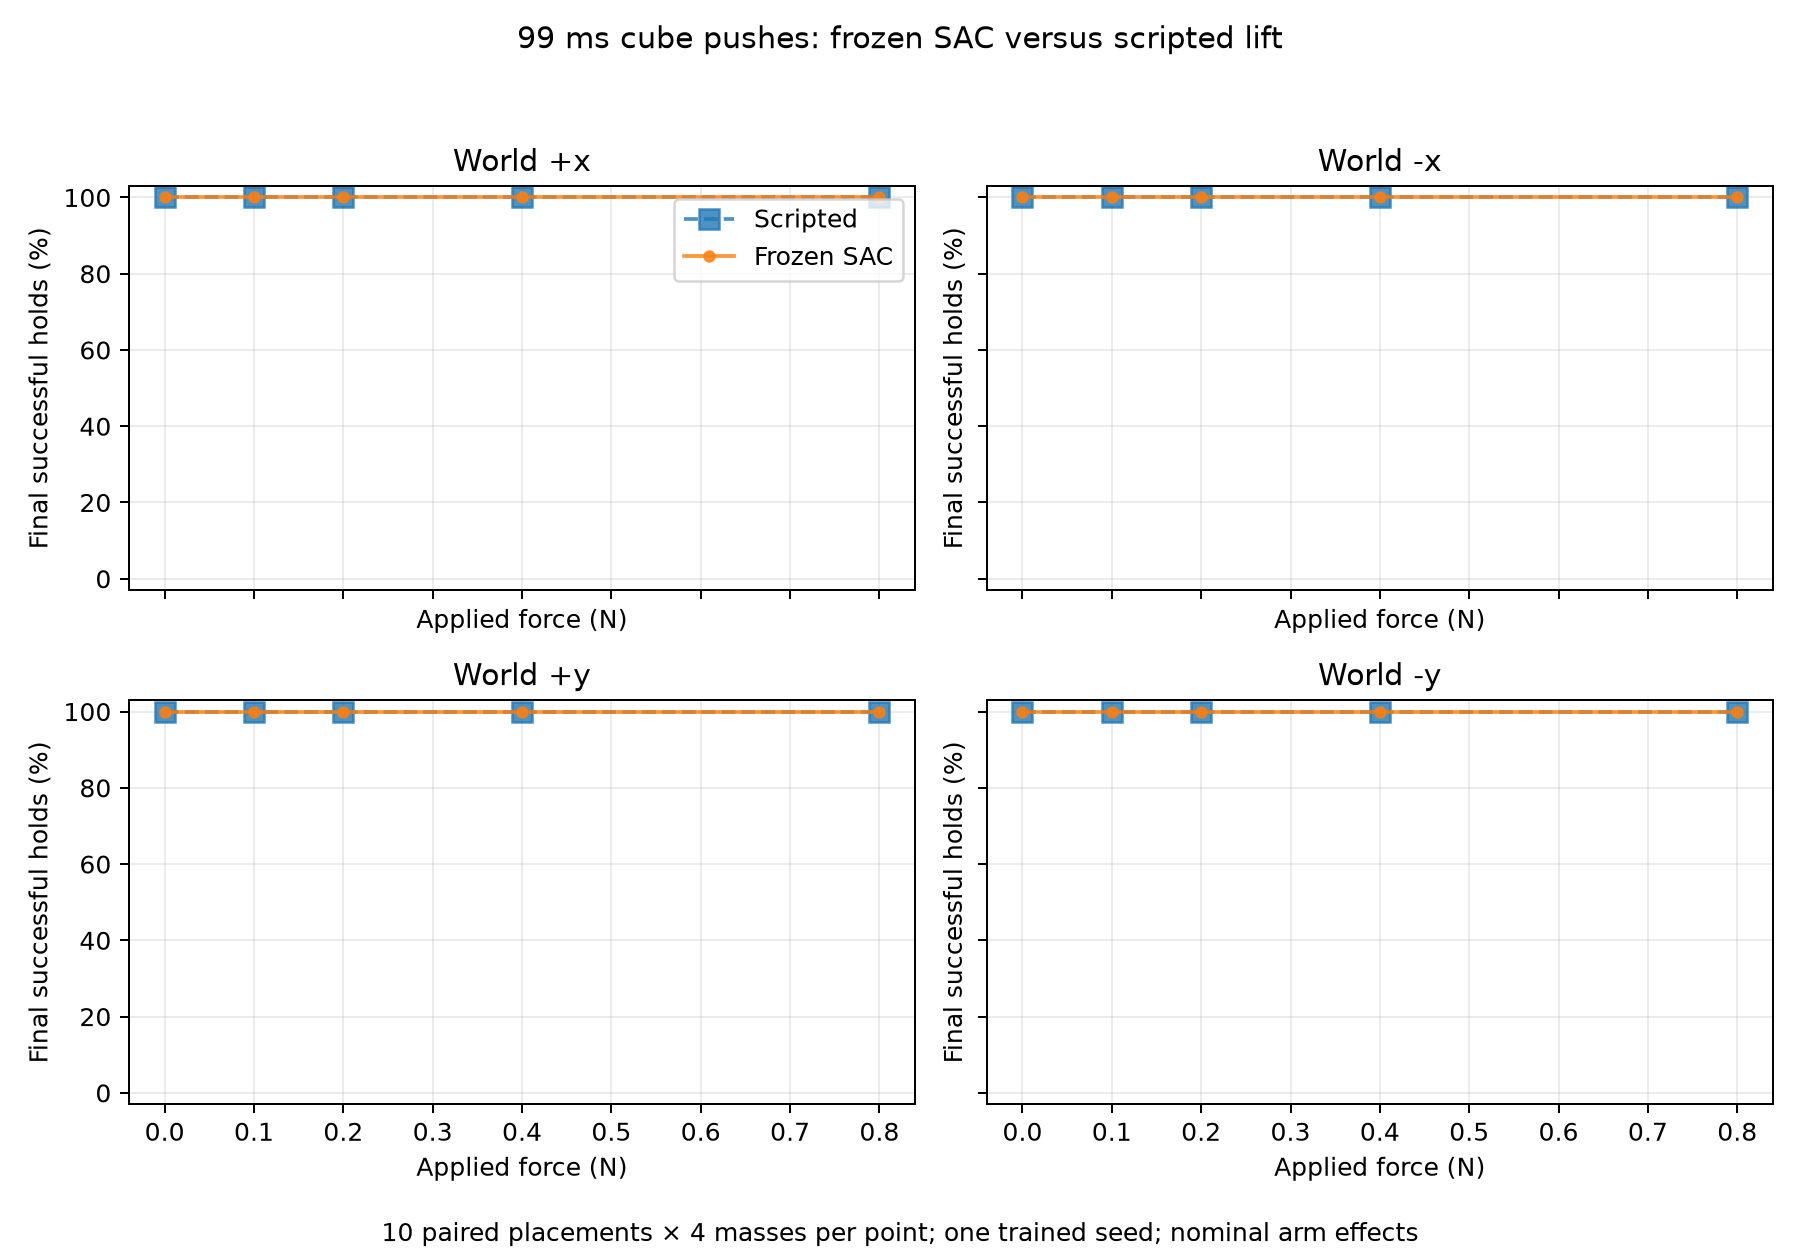 99 ms cube pushes: frozen SAC versus scripted lift
World +x
World -x
100
80
60
40
20
0
Final successful holds (%)
Scripted
Frozen SAC
Final successful holds (%)
Applied force (N)
Applied force (N)
World +y
World -y
100
80
60
40
20
0
Final successful holds (%)
Final successful holds (%)
0.0 0.1 0.2 0.3 0.4 0.5 0.6 0.7 0.8
0.0 0.1 0.2 0.3 0.4 0.5 0.6 0.7 0.8
Applied force (N)
Applied force (N)
10 paired placements × 4 masses per point; one trained seed; nominal arm effects